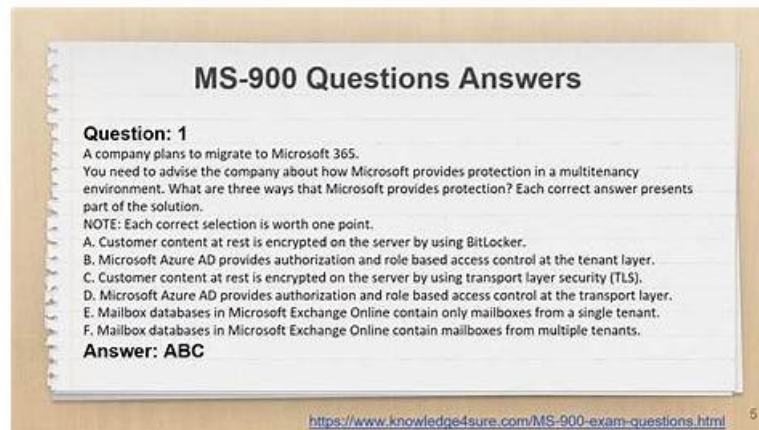 MS-900 Questions Answers
Question: 1
A company plans to migrate to Microsoft 365.
You need to advise the company about how Microsoft provides protection in a multitenancy
environment. What are three ways that Microsoft provides protection? Each correct answer presents
part of the solution.
NOTE: Each correct selection is worth one point.
A. Customer content at rest is encrypted on the server by using BitLocker.
B. Microsoft Azure AD provides authorization and role based access control at the tenant layer.
C. Customer content at rest is encrypted on the server by using transport layer security (TLS).
D. Microsoft Azure AD provides authorization and role based access control at the transport layer.
E. Mailbox databases in Microsoft Exchange Online contain only mailboxes from a single tenant.
F. Mailbox databases in Microsoft Exchange Online contain mailboxes from multiple tenants.
Answer: ABC
https://www.knowledge4sure.com/MS-900-exam-questions.html
5